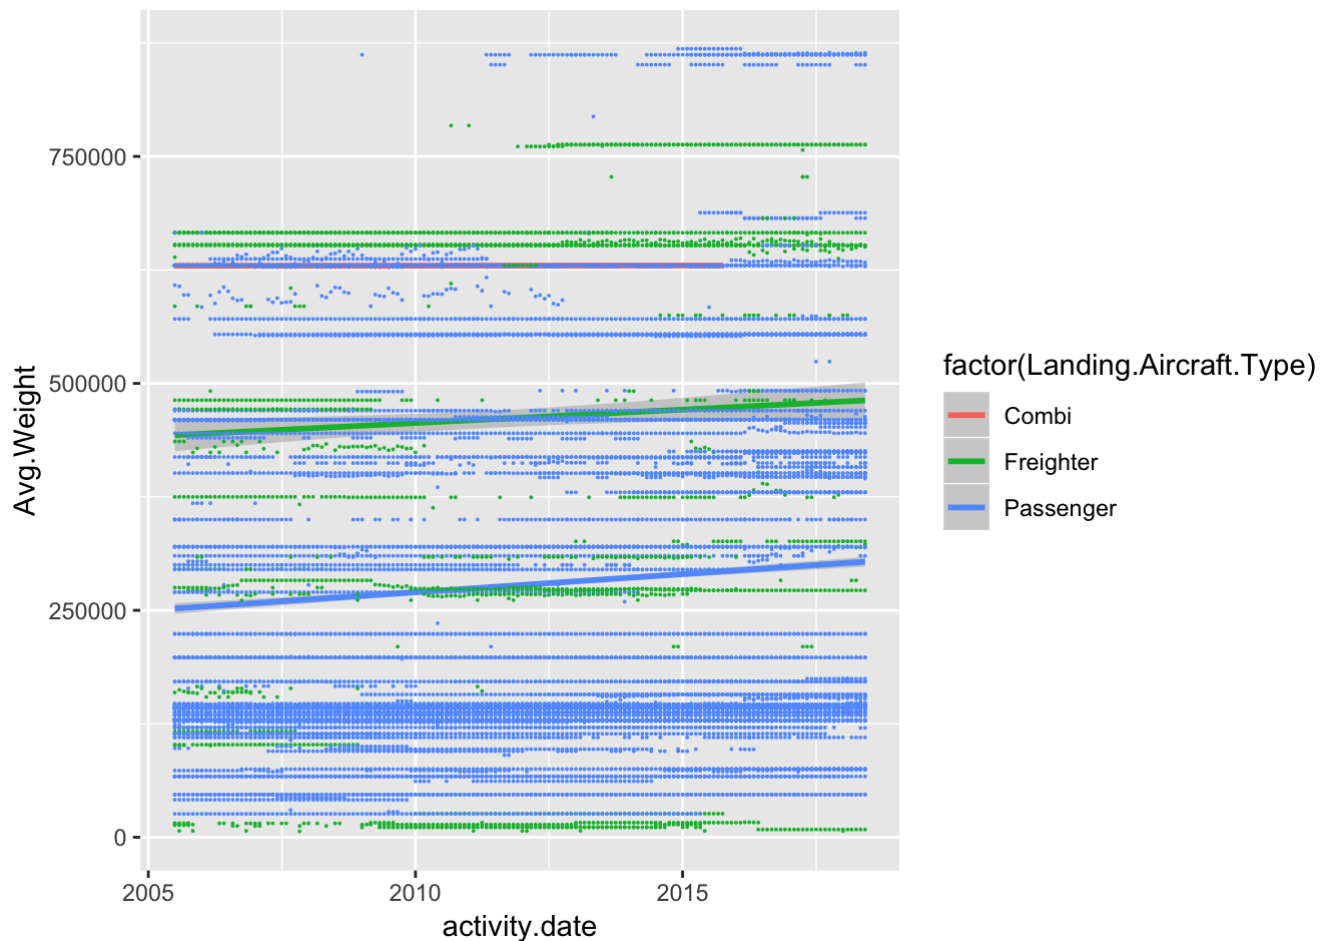 750000
500000
250000
0
2005
2010
2015
activity.date
Avg.Weight
factor(Landing.Aircraft.Type)
Combi
Freighter
Passenger